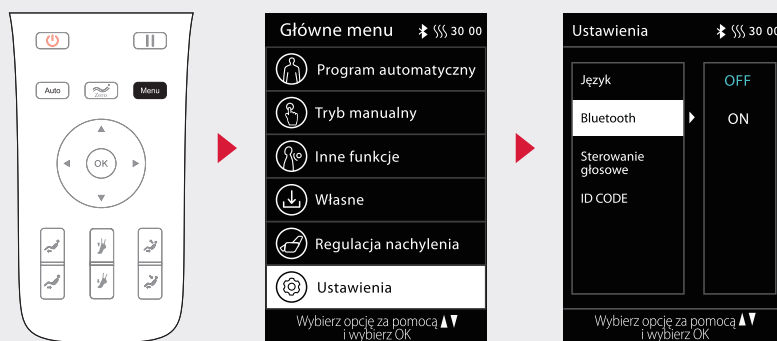 Auto
Zero
Menu
OK
Główne menu 30 00
Program automatyczny
Tryb manualny
Inne funkcje
Własne
Regulacja nachylenia
Ustawienia
Wybierz opcję za pomocą
i wybierz OK
Ustawienia 30 00
Język
Bluetooth
Sterowanie
głosowe
ID CODE
OFF
ON
Wybierz opcję za pomocą
i wybierz OK